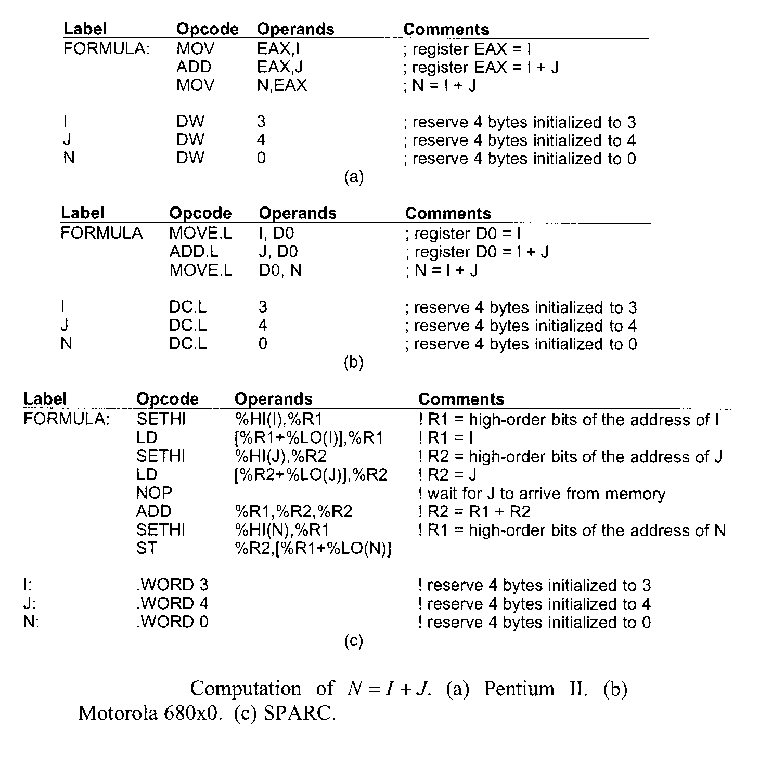 Label Opcode Operands Comments
FORMULA: MOV EAX,I ; register EAX = I
ADD EAX,J ; register EAX = I + J
MOV N,EAX ; N = I + J
I DW 3 ; reserve 4 bytes initialized to 3
J DW 4 ; reserve 4 bytes initialized to 4
N DW 0 ; reserve 4 bytes initialized to 0
(a)
Label Opcode Operands Comments
FORMULA MOVE.L I, D0 ; register D0 = I
ADD.L J, D0 ; register D0 = I + J
MOVE.L D0, N ; N = I + J
I DC.L 3 ; reserve 4 bytes initialized to 3
J DC.L 4 ; reserve 4 bytes initialized to 4
N DC.L 0 ; reserve 4 bytes initialized to 0
(b)
Label Opcode Operands Comments
FORMULA: SETHI %HI(I),%R1 ! R1 = high-order bits of the address of I
LD [%R1+%LO(I)],%R1 ! R1 = I
SETHI %HI(J),%R2 ! R2 = high-order bits of the address of J
LD [%R2+%LO(J)],%R2 ! R2 = J
NOP ! wait for J to arrive from memory
ADD %R1,%R2,%R2 ! R2 = R1 + R2
SETHI %HI(N),%R1 ! R1 = high-order bits of the address of N
ST %R2,[%R1+%LO(N)]
I: .WORD 3 ! reserve 4 bytes initialized to 3
J: .WORD 4 ! reserve 4 bytes initialized to 4
N: .WORD 0 ! reserve 4 bytes initialized to 0
(c)
Computation of N = I + J. (a) Pentium II. (b)
Motorola 680x0. (c) SPARC.